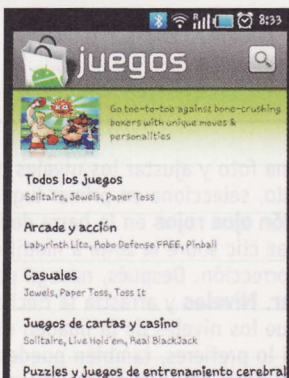 8:33
juegos
Go toe-to-toe against bone-crushing
boxers with unique moves &
personalities
Todos los juegos
Solitaire, Jewels, Paper Toss
Arcade y acción
Labyrinth Lite, Robo Defense FREE, Pinball
Casuales
Jewels, Paper Toss, Toss It
Juegos de cartas y casino
Solitaire, Live Hold'em, Real BlackJack
Puzzles y juegos de entrenamiento cerebral